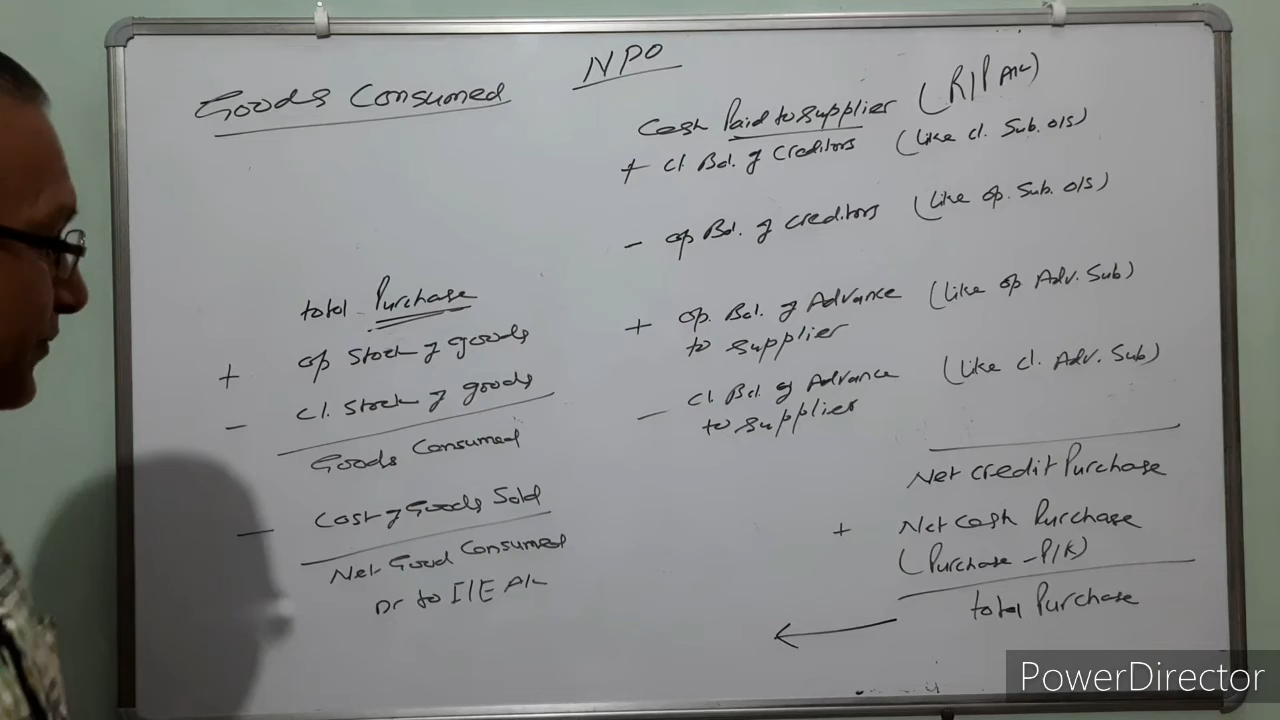 NPO
Goods Consumed
Cash Paid to supplier (R/P A/c)
+ cl. Bal. of Creditors (Like cl. Sub. o/s)
- op Bal. of creditors (Like op. Sub. o/s)
+ op. Bal. of Advance (Like op Adv. Sub)
to supplier
- cl. Bal. of Advance (Like cl. Adv. Sub)
to supplier
Net credit Purchase
+ Net cash Purchase
(Purchase - P/R)
total Purchase
total Purchase
+ op stock of goods
- cl. stock of goods
Goods Consumed
- Cost of Goods Sold
Net Good Consumed
Dr to I/E A/c
PowerDirector